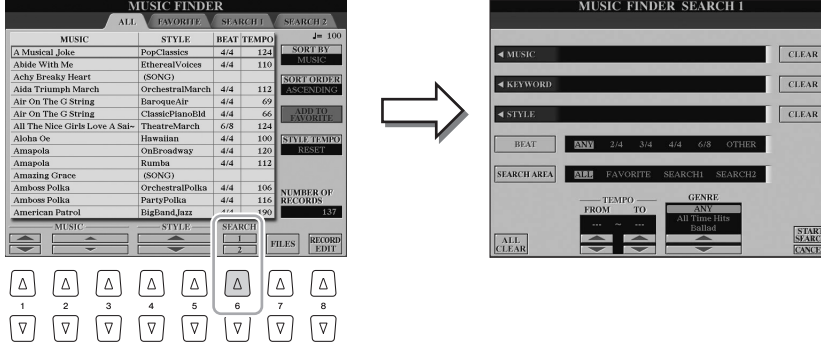 MUSIC FINDER
ALL FAVORITE SEARCH 1 SEARCH 2
MUSIC STYLE BEAT TEMPO ♩= 100
A Musical Joke PopClassics 4/4 124
Abide With Me EtherealVoices 4/4 110
Achy Breaky Heart (SONG)
Aida Triumph March OrchestralMarch 4/4 112
Air On The G String BaroqueAir 4/4 69
Air On The G String ClassicPianoBld 4/4 66
All The Nice Girls Love A Sai~ TheatreMarch 6/8 124
Aloha Oe Hawaiian 4/4 100
Amapola OnBroadway 4/4 120
Amapola Rumba 4/4 112
Amazing Grace (SONG)
Amboss Polka OrchestralPolka 4/4 106
Amboss Polka PartyPolka 4/4 116
American Patrol BigBandJazz 4/4 190
SORT BY
MUSIC
SORT ORDER
ASCENDING
ADD TO
FAVORITE
STYLE TEMPO
RESET
NUMBER OF
RECORDS
137
MUSIC STYLE SEARCH
1
2
FILES
RECORD
EDIT
1 2 3 4 5 6 7 8
MUSIC FINDER SEARCH 1
MUSIC CLEAR
KEYWORD CLEAR
STYLE CLEAR
BEAT ANY 2/4 3/4 4/4 6/8 OTHER
SEARCH AREA ALL FAVORITE SEARCH1 SEARCH2
TEMPO
FROM TO
--- ~ ---
GENRE
ANY
All Time Hits
Ballad
ALL
CLEAR
START
SEARC
CANCE